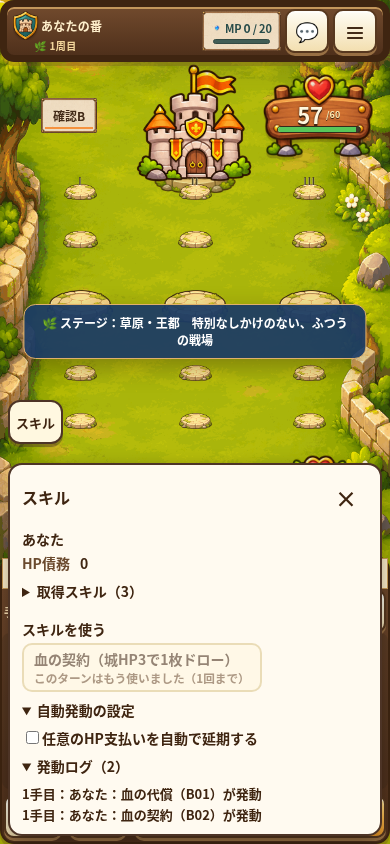 あなたの番
MP 0 / 20
🌿 1周目
確認B
57 /60
I
II
III
🌿 ステージ：草原・王都　特別なしかけのない、ふつう
の戦場
スキル
スキル
あなた
HP債務 0
▶ 取得スキル（3）
スキルを使う
血の契約（城HP3で1枚ドロー）
このターンはもう使いました（1回まで）
▼ 自動発動の設定
任意のHP支払いを自動で延期する
▼ 発動ログ（2）
1手目：あなた：血の代償（B01）が発動
1手目：あなた：血の契約（B02）が発動